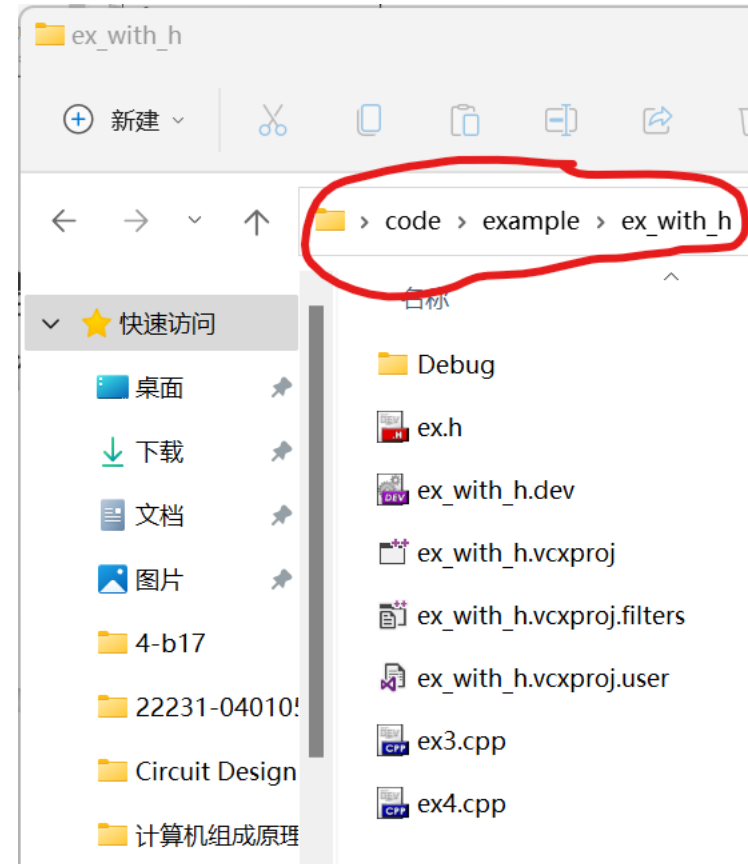 ex_with_h
新建
code > example > ex_with_h
名称
快速访问
桌面
下载
文档
图片
4-b17
22231-040105
Circuit Design
计算机组成原理
Debug
ex.h
ex_with_h.dev
ex_with_h.vcxproj
ex_with_h.vcxproj.filters
ex_with_h.vcxproj.user
ex3.cpp
ex4.cpp